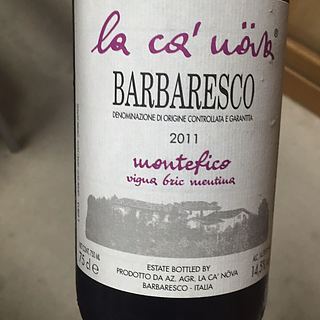 la ca' növa®
BARBARESCO
DENOMINAZIONE DI ORIGINE CONTROLLATA E GARANTITA
2011
montefico
vigna bric mentina
75 cl e
ESTATE BOTTLED BY
PRODOTTO DA AZ. AGR. LA CA' NÖVA
BARBARESCO - ITALIA